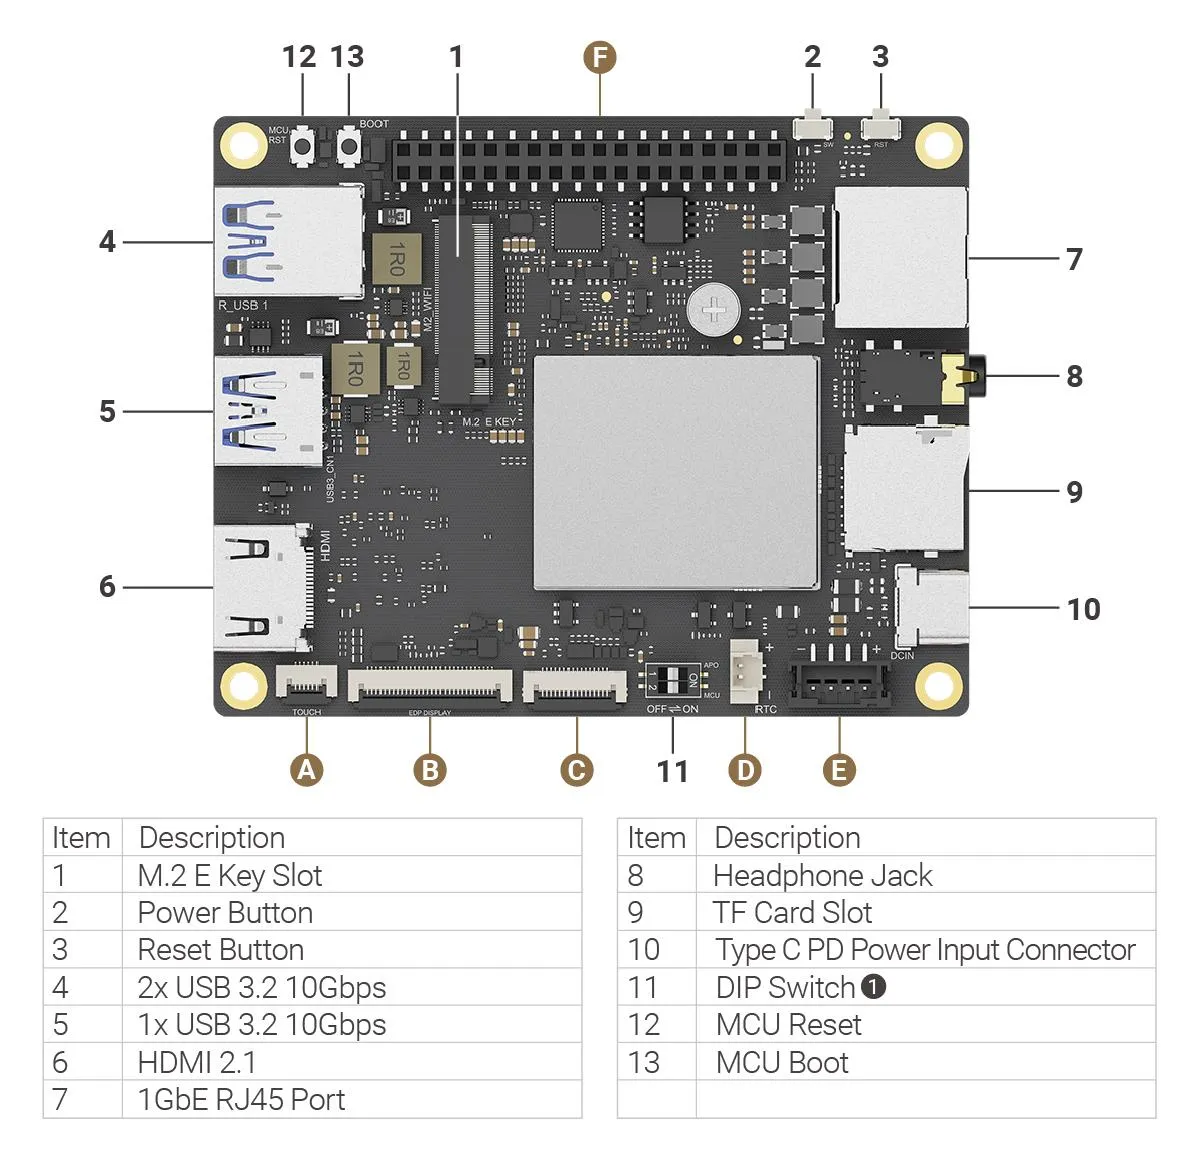 12 13 1 F 2 3
MCU RST
BOOT
SW
RST
4
7
1R0
R_USB 1
M2_WIFI
5
1R0
1R0
8
M.2 E KEY
USB3_CN1
9
HDMI
6
10
DCIN
TOUCH
EDP DISPLAY
1 2
ON
APO
MCU
OFF⇌ON
+
−
RTC
− +
A B C 11 D E
Item Description
1 M.2 E Key Slot
2 Power Button
3 Reset Button
4 2x USB 3.2 10Gbps
5 1x USB 3.2 10Gbps
6 HDMI 2.1
7 1GbE RJ45 Port
Item Description
8 Headphone Jack
9 TF Card Slot
10 Type C PD Power Input Connector
11 DIP Switch ❶
12 MCU Reset
13 MCU Boot